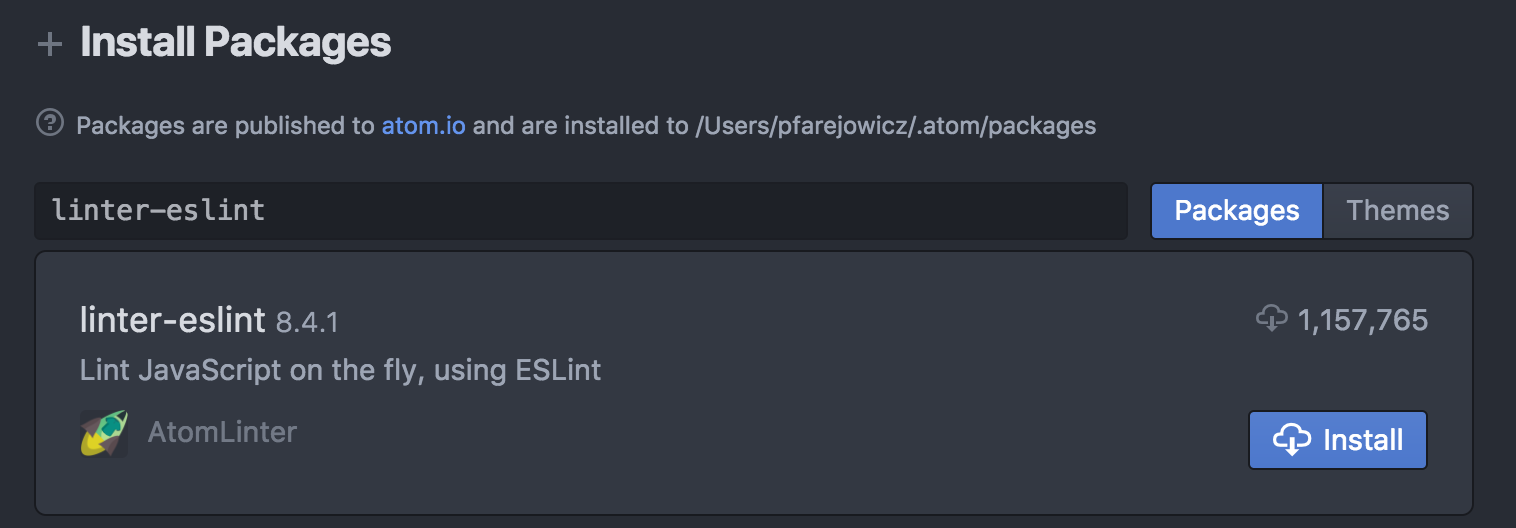 Install Packages
Packages are published to atom.io and are installed to /Users/pfarejowicz/.atom/packages
linter-eslint
Packages Themes
linter-eslint 8.4.1
1,157,765
Lint JavaScript on the fly, using ESLint
AtomLinter
Install